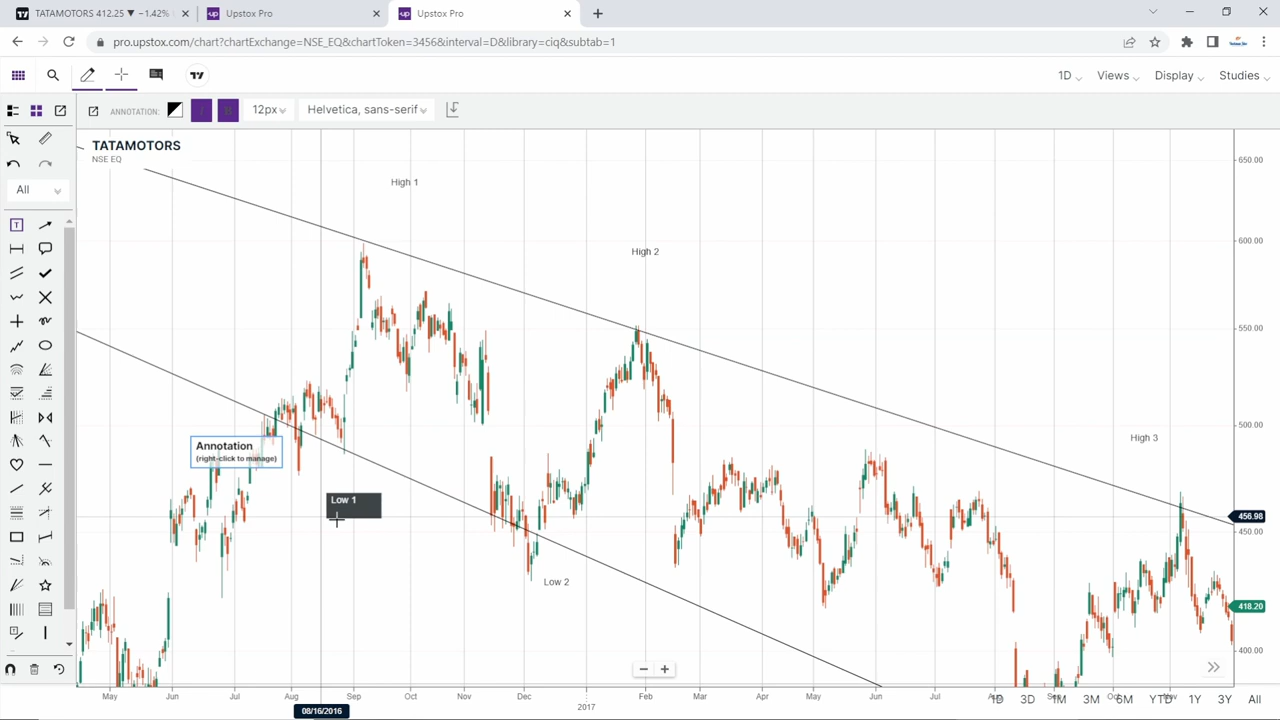 TATAMOTORS 412.25 ▼ −1.42%
Upstox Pro
Upstox Pro
pro.upstox.com/chart?chartExchange=NSE_EQ&chartToken=3456&interval=D&library=ciq&subtab=1
1D
Views
Display
Studies
ANNOTATION:
12px
Helvetica, sans-serif
TATAMOTORS
NSE EQ
All
High 1
High 2
High 3
Annotation
(right-click to manage)
Low 1
Low 2
650.00
600.00
550.00
500.00
456.98
450.00
418.20
400.00
May
Jun
Jul
Aug
Sep
Oct
Nov
Dec
2017
Feb
Mar
Apr
May
Jun
Jul
08/16/2016
1D
3D
1M
3M
6M
YTD
1Y
3Y
All